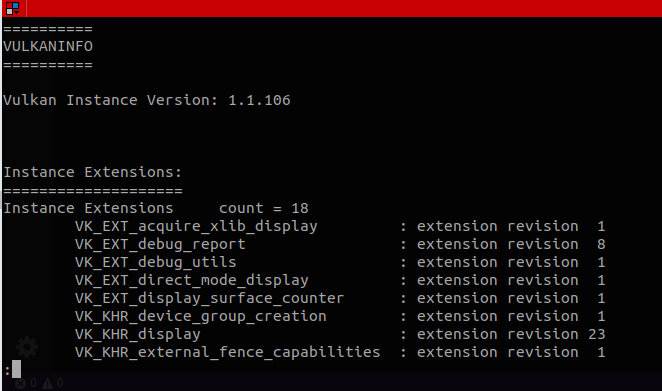 ==========
VULKANINFO
==========
Vulkan Instance Version: 1.1.106
Instance Extensions:
====================
Instance Extensions     count = 18
        VK_EXT_acquire_xlib_display         : extension revision  1
        VK_EXT_debug_report                 : extension revision  8
        VK_EXT_debug_utils                  : extension revision  1
        VK_EXT_direct_mode_display          : extension revision  1
        VK_EXT_display_surface_counter      : extension revision  1
        VK_KHR_device_group_creation        : extension revision  1
        VK_KHR_display                      : extension revision 23
        VK_KHR_external_fence_capabilities  : extension revision  1
:
0 0